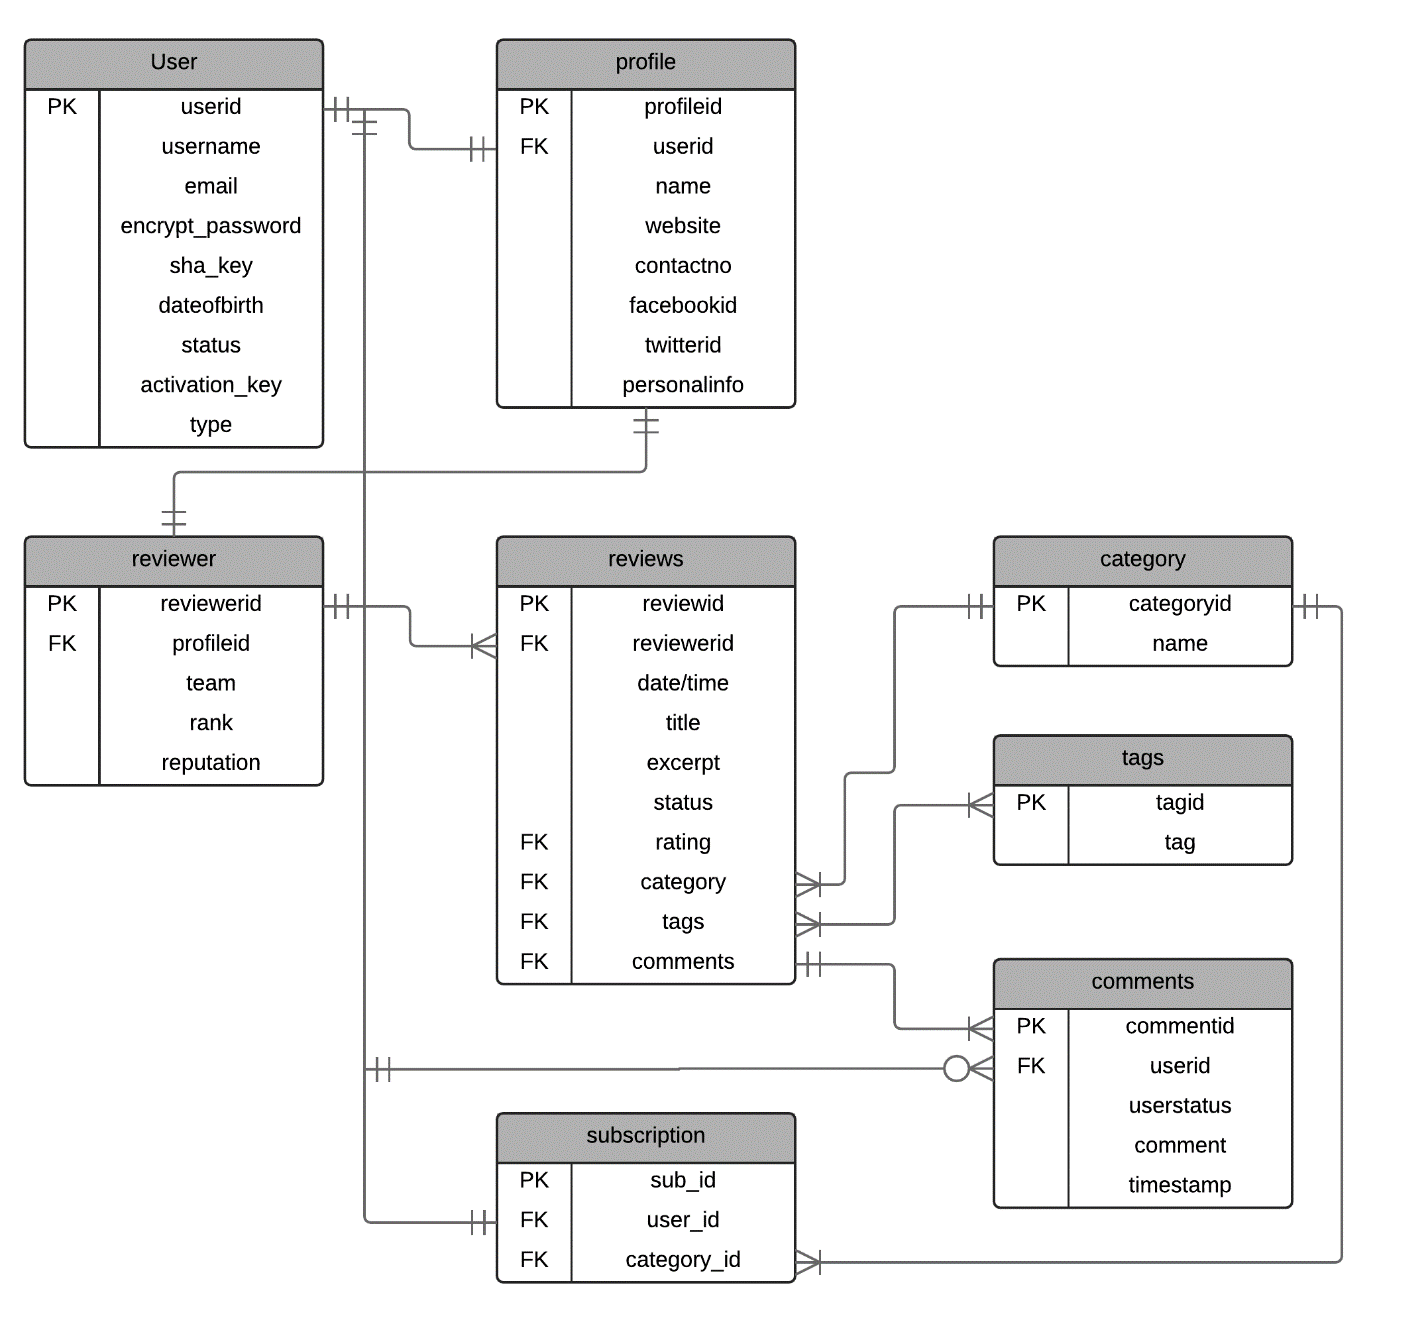 User
PK userid
username
email
encrypt_password
sha_key
dateofbirth
status
activation_key
type
profile
PK profileid
FK userid
name
website
contactno
facebookid
twitterid
personalinfo
reviewer
PK reviewerid
FK profileid
team
rank
reputation
reviews
PK reviewid
FK reviewerid
date/time
title
excerpt
status
FK rating
FK category
FK tags
FK comments
category
PK categoryid
name
tags
PK tagid
tag
comments
PK commentid
FK userid
userstatus
comment
timestamp
subscription
PK sub_id
FK user_id
FK category_id